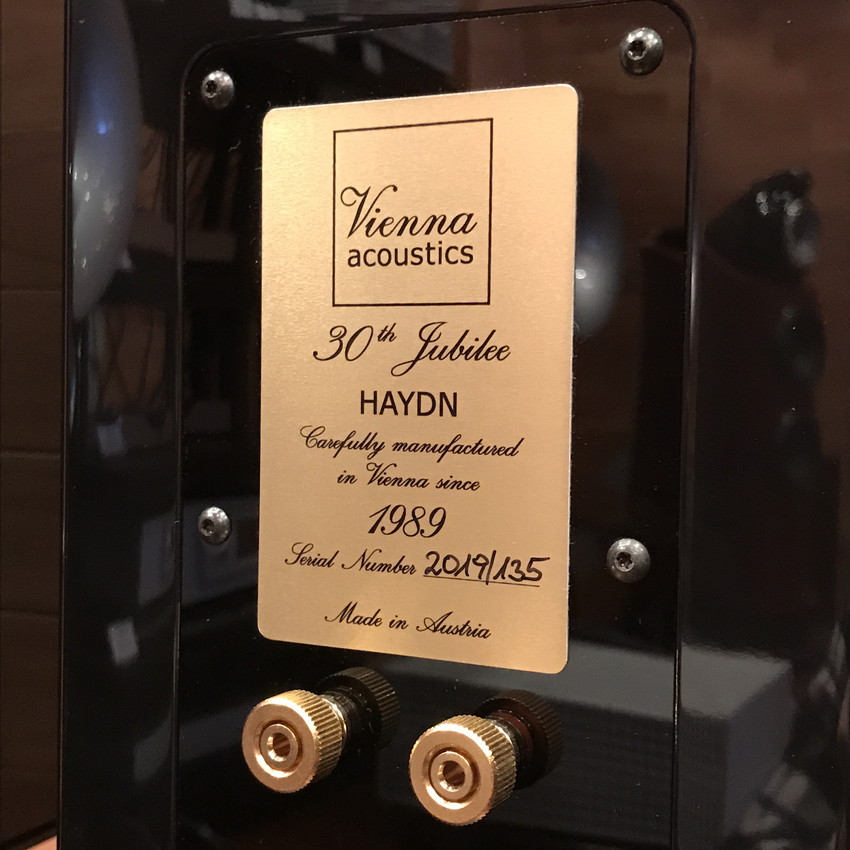 Vienna
acoustics
30th Jubilee
HAYDN
Carefully manufactured
in Vienna since
1989
Serial Number 2019/135
Made in Austria